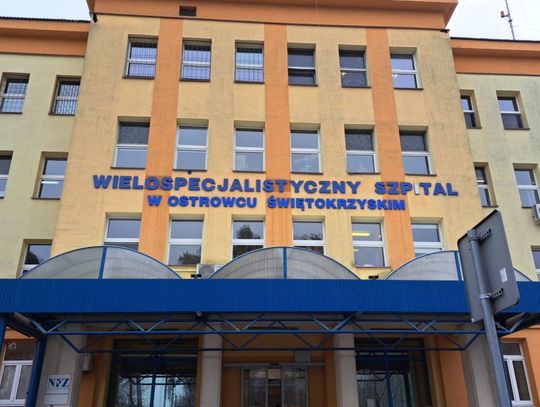 WIELOSPECJALISTYCZNY SZPITAL
W OSTROWCU ŚWIĘTOKRZYSKIM
NFZ